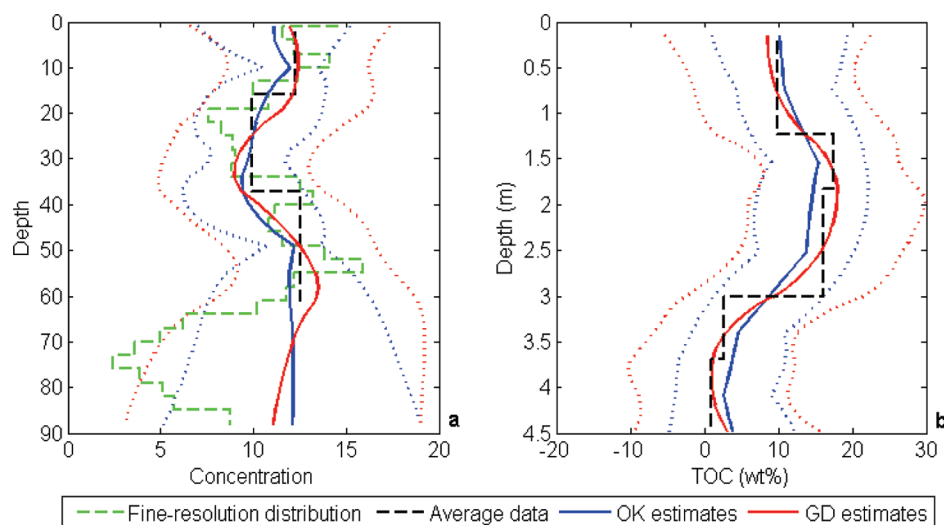 0
10
20
30
40
50
60
70
80
90
Depth
0 5 10 15 20
Concentration
a
0
0.5
1
1.5
2
2.5
3
3.5
4
4.5
Depth (m)
-20 -10 0 10 20 30
TOC (wt%)
b
Fine-resolution distribution Average data OK estimates GD estimates